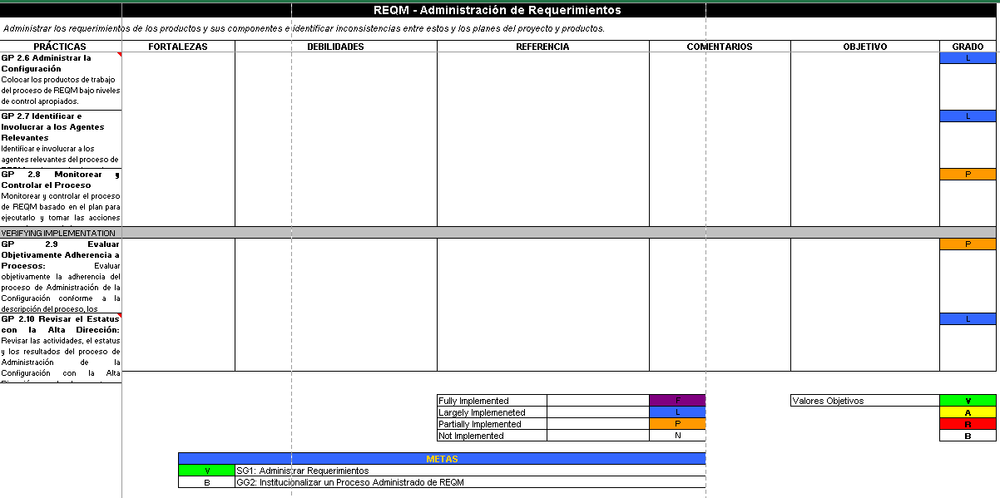 REQM - Administración de Requerimientos
Administrar los requerimientos de los productos y sus componentes e identificar inconsistencias entre estos y los planes del proyecto y productos.
PRÁCTICAS FORTALEZAS DEBILIDADES REFERENCIA COMENTARIOS OBJETIVO GRADO
GP 2.6 Administrar la L
Configuración
Colocar los productos de trabajo
del proceso de REQM bajo niveles
de control apropiados.
GP 2.7 Identificar e L
Involucrar a los Agentes
Relevantes
Identificar e involucrar a los
agentes relevantes del proceso de
GP 2.8 Monitorear y P
Controlar el Proceso
Monitorear y controlar el proceso
de REQM basado en el plan para
ejecutarlo y tomar las acciones
VERIFYING IMPLEMENTATION
GP 2.9 Evaluar P
Objetivamente Adherencia a
Procesos: Evaluar
objetivamente la adherencia del
proceso de Administración de la
Configuración conforme a la
descripción del proceso, los
GP 2.10 Revisar el Estatus L
con la Alta Dirección:
Revisar las actividades, el estatus
y los resultados del proceso de
Administración de la
Configuración con la Alta
Fully Implemented F Valores Objetivos V
Largely Implemeneted L A
Partially Implemented P R
Not Implemented N B
METAS
V SG1: Administrar Requerimientos
B GG2: Institucionalizar un Proceso Administrado de REQM